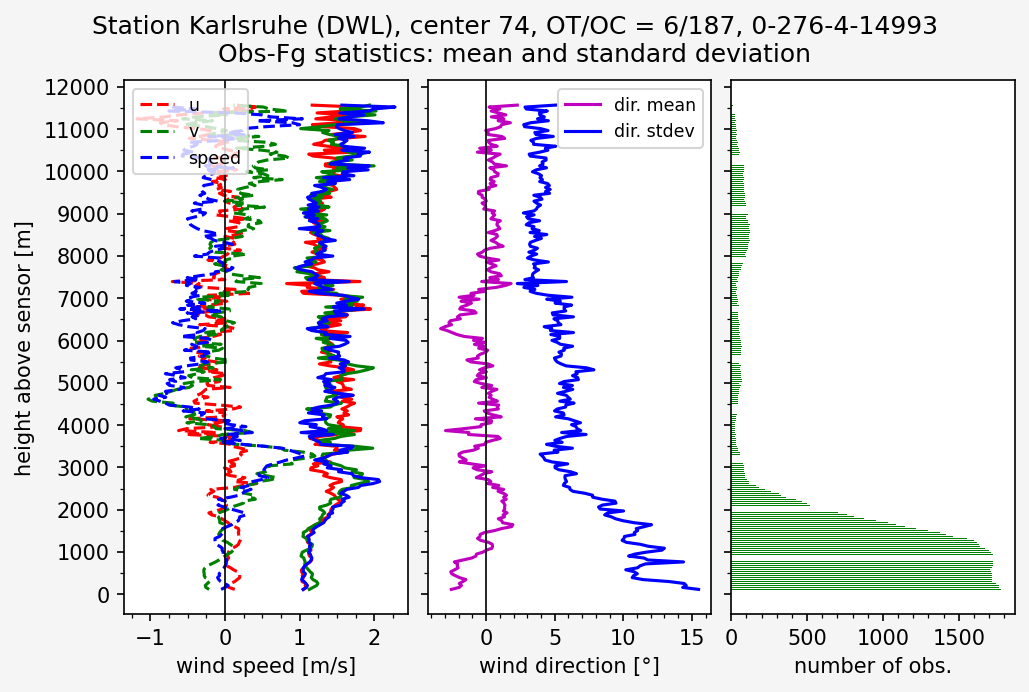 Station Karlsruhe (DWL), center 74, OT/OC = 6/187, 0-276-4-14993
Obs-Fg statistics: mean and standard deviation
height above sensor [m]
12000
11000
10000
9000
8000
7000
6000
5000
4000
3000
2000
1000
0
u
v
speed
−1 0 1 2
wind speed [m/s]
dir. mean
dir. stdev
0 5 10 15
wind direction [°]
0 500 1000 1500
number of obs.